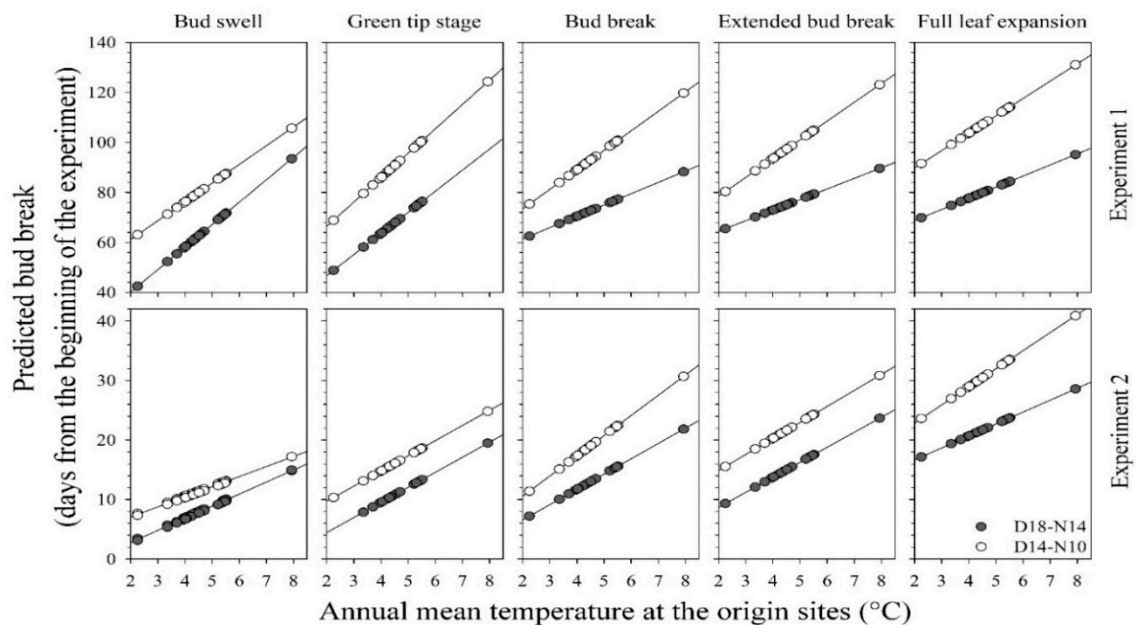 Bud swell Green tip stage Bud break Extended bud break Full leaf expansion
140
120
100
80
60
40
Experiment 1
Predicted bud break
(days from the beginning of the experiment)
40
30
20
10
0
Experiment 2
D18-N14
D14-N10
2 3 4 5 6 7 8 2 3 4 5 6 7 8 2 3 4 5 6 7 8 2 3 4 5 6 7 8 2 3 4 5 6 7 8
Annual mean temperature at the origin sites (°C)